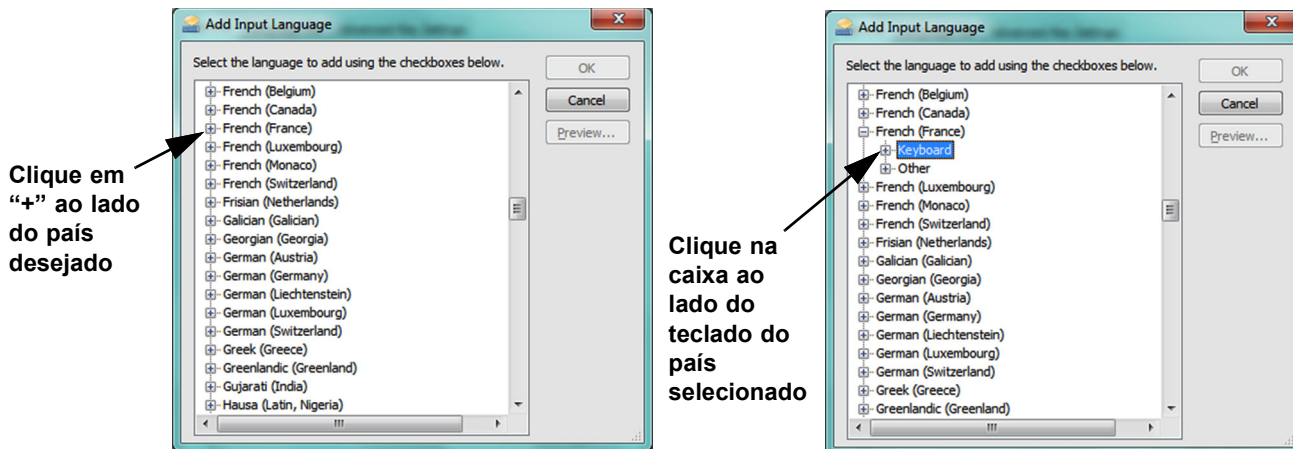 Add Input Language
Select the language to add using the checkboxes below.
French (Belgium)
French (Canada)
French (France)
French (Luxembourg)
French (Monaco)
French (Switzerland)
Frisian (Netherlands)
Galician (Galician)
Georgian (Georgia)
German (Austria)
German (Germany)
German (Liechtenstein)
German (Luxembourg)
German (Switzerland)
Greek (Greece)
Greenlandic (Greenland)
Gujarati (India)
Hausa (Latin, Nigeria)
OK
Cancel
Preview...
Clique em
“+” ao lado
do país
desejado
Add Input Language
Select the language to add using the checkboxes below.
French (Belgium)
French (Canada)
French (France)
Keyboard
Other
French (Luxembourg)
French (Monaco)
French (Switzerland)
Frisian (Netherlands)
Galician (Galician)
Georgian (Georgia)
German (Austria)
German (Germany)
German (Liechtenstein)
German (Luxembourg)
German (Switzerland)
Greek (Greece)
Greenlandic (Greenland)
OK
Cancel
Preview...
Clique na
caixa ao
lado do
teclado do
país
selecionado